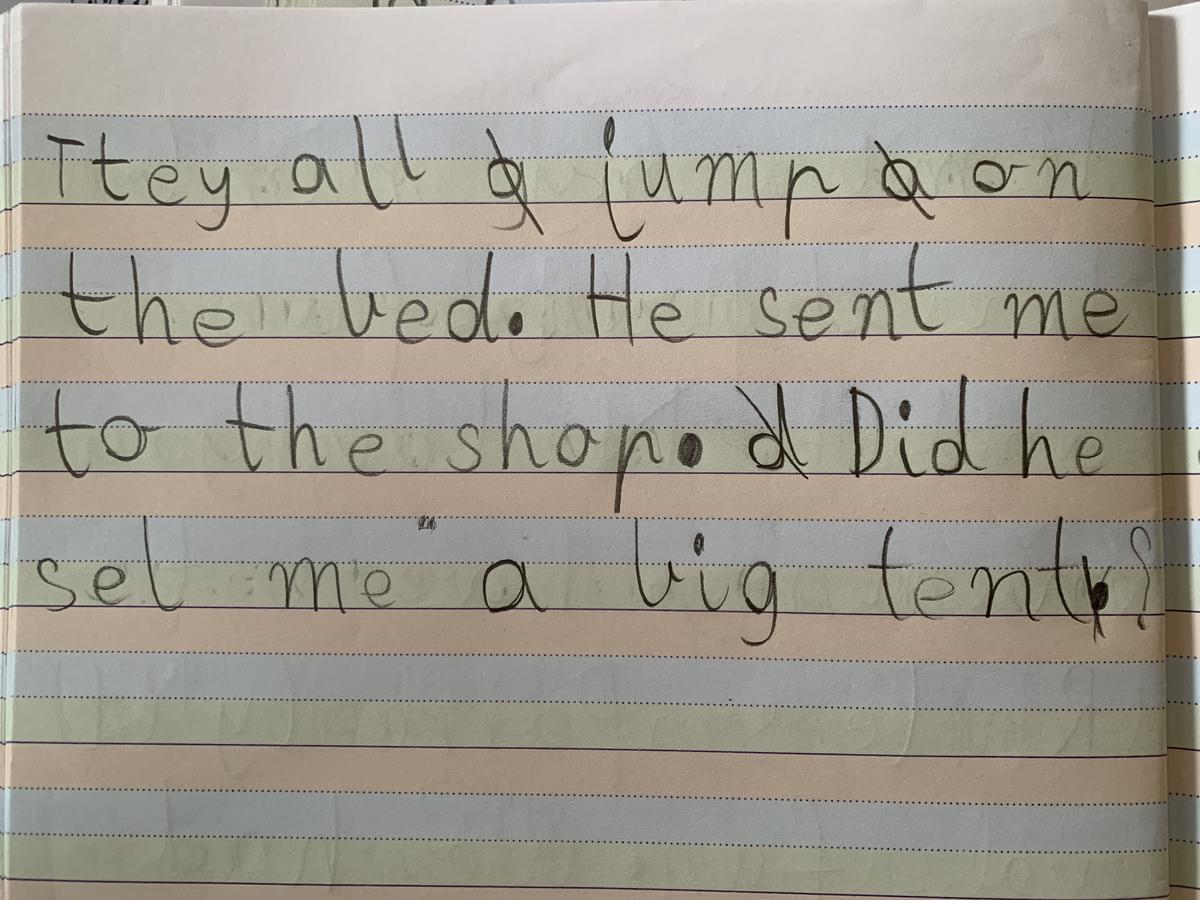 Ttey all jump on
the bed. He sent me
to the shop. Did he
sel me a big tent?